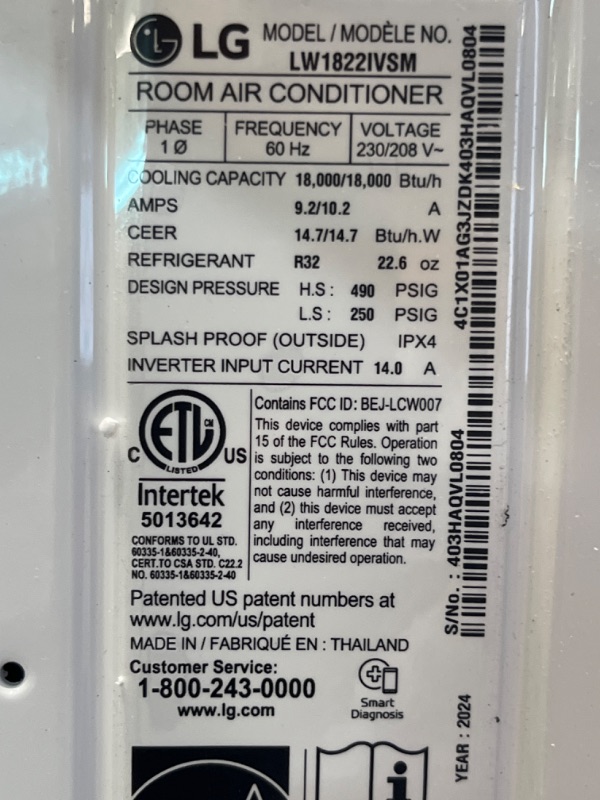 LG MODEL / MODÈLE NO.
LW1822IVSM
ROOM AIR CONDITIONER
PHASE FREQUENCY VOLTAGE
1 Ø 60 Hz 230/208 V~
COOLING CAPACITY 18,000/18,000 Btu/h
AMPS 9.2/10.2 A
CEER 14.7/14.7 Btu/h.W
REFRIGERANT R32 22.6 oz
DESIGN PRESSURE H.S : 490 PSIG
L.S : 250 PSIG
SPLASH PROOF (OUTSIDE) IPX4
INVERTER INPUT CURRENT 14.0 A
ETL CM
LISTED
C US
Intertek
5013642
CONFORMS TO UL STD.
60335-1&60335-2-40,
CERT.TO CSA STD. C22.2
NO. 60335-1&60335-2-40
Contains FCC ID: BEJ-LCW007
This device complies with part
15 of the FCC Rules. Operation
is subject to the following two
conditions: (1) This device may
not cause harmful interference,
and (2) this device must accept
any interference received,
including interference that may
cause undesired operation.
Patented US patent numbers at
www.lg.com/us/patent
MADE IN / FABRIQUÉ EN : THAILAND
Customer Service:
1-800-243-0000
www.lg.com
Smart
Diagnosis
4C1X01AG3JZDK403HAQVL0804
S/No. : 403HAQVL0804
YEAR : 2024